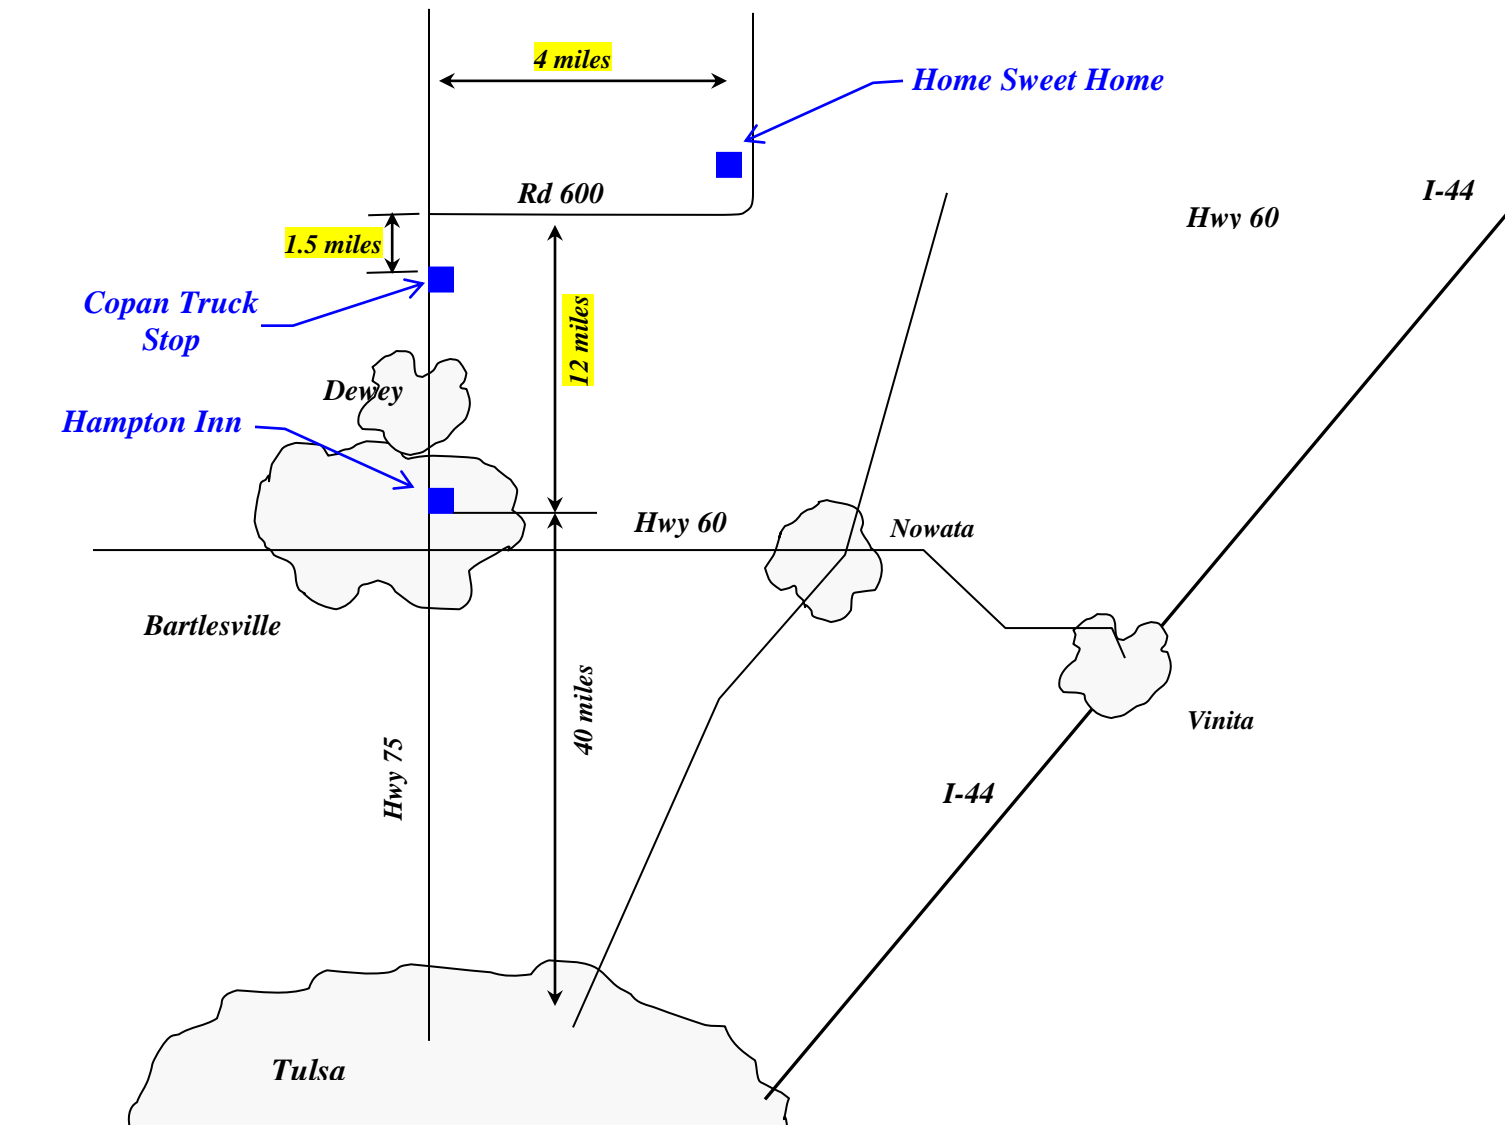 4 miles
Home Sweet Home
Rd 600
I-44
Hwy 60
1.5 miles
Copan Truck
Stop
12 miles
Dewey
Hampton Inn
Hwy 60
Nowata
Bartlesville
40 miles
Vinita
Hwy 75
I-44
Tulsa